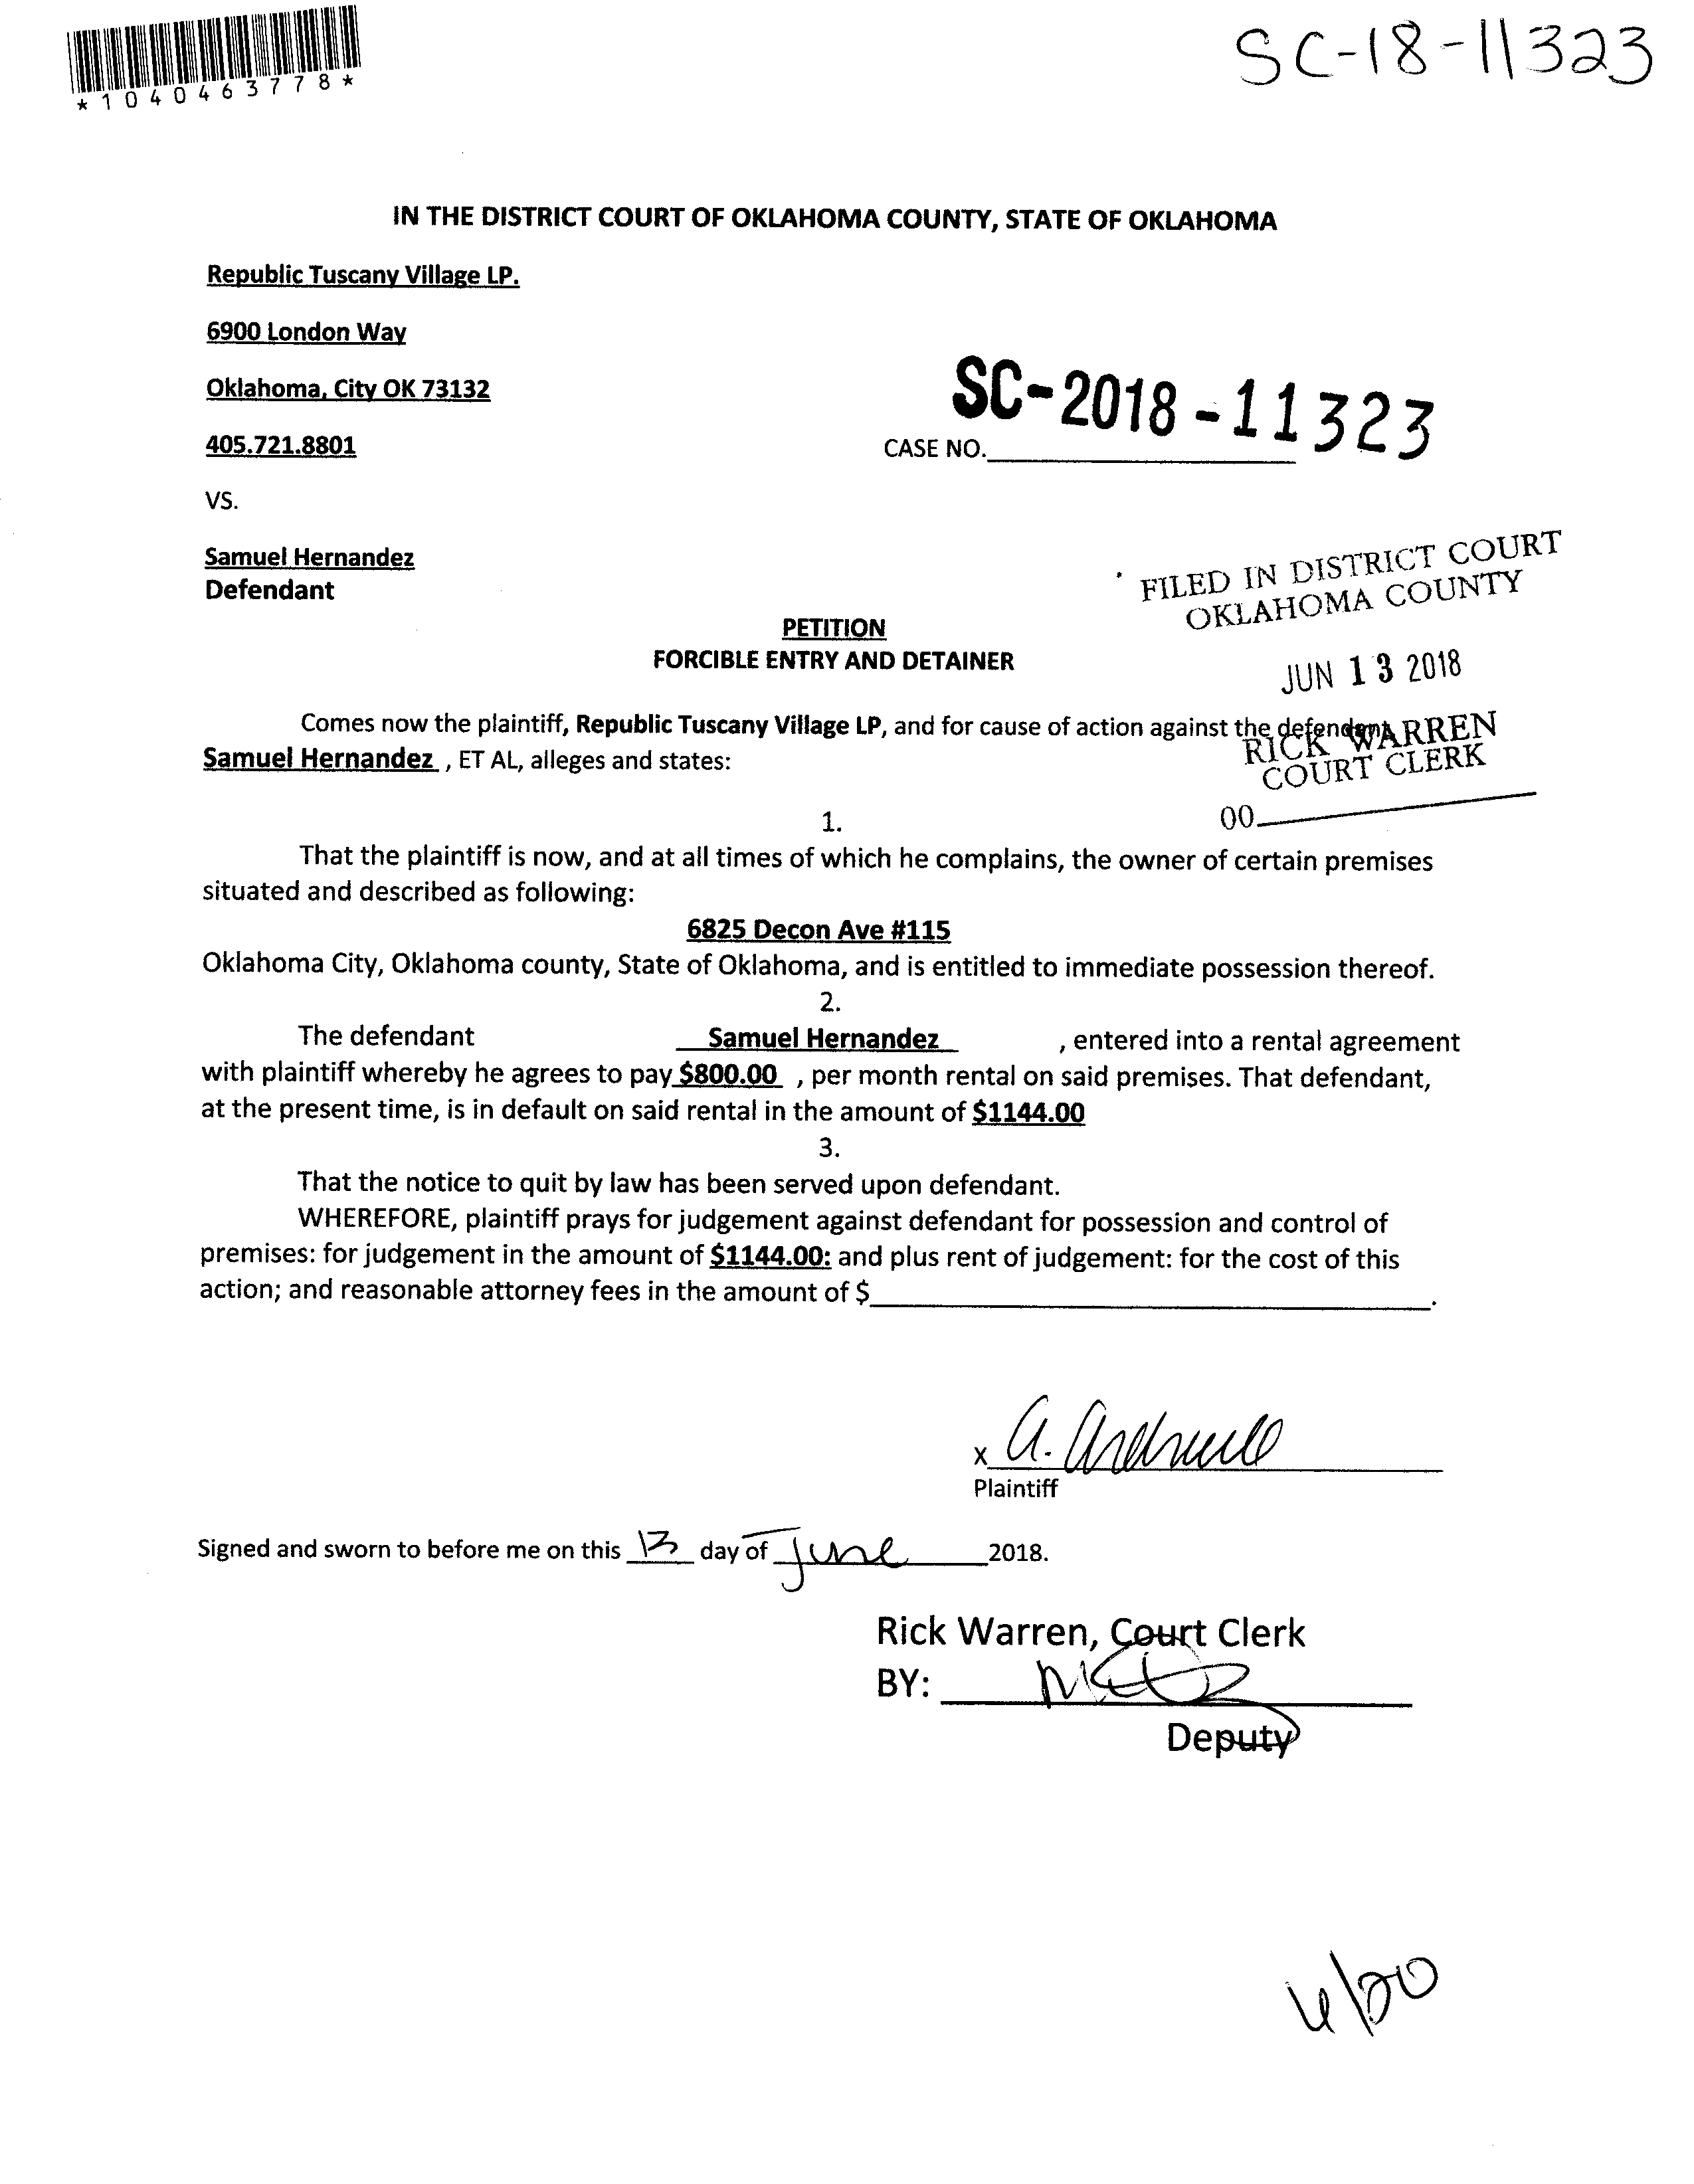 *1040463778*
SC-18-11323
IN THE DISTRICT COURT OF OKLAHOMA COUNTY, STATE OF OKLAHOMA
Republic Tuscany Village LP.
6900 London Way
Oklahoma, City OK 73132
405.721.8801
SC-2018-11323
CASE NO.
VS.
Samuel Hernandez
Defendant
FILED IN DISTRICT COURT
OKLAHOMA COUNTY
JUN 13 2018
RICK WARREN
COURT CLERK
00
PETITION
FORCIBLE ENTRY AND DETAINER
Comes now the plaintiff, Republic Tuscany Village LP, and for cause of action against the defendant
Samuel Hernandez , ET AL, alleges and states:
1.
That the plaintiff is now, and at all times of which he complains, the owner of certain premises
situated and described as following:
6825 Decon Ave #115
Oklahoma City, Oklahoma county, State of Oklahoma, and is entitled to immediate possession thereof.
2.
The defendant Samuel Hernandez , entered into a rental agreement
with plaintiff whereby he agrees to pay $800.00 , per month rental on said premises. That defendant,
at the present time, is in default on said rental in the amount of $1144.00
3.
That the notice to quit by law has been served upon defendant.
WHEREFORE, plaintiff prays for judgement against defendant for possession and control of
premises: for judgement in the amount of $1144.00: and plus rent of judgement: for the cost of this
action; and reasonable attorney fees in the amount of $ .
x A.
Plaintiff
Signed and sworn to before me on this 13 day of June 2018.
Rick Warren, Court Clerk
BY:
Deputy
6/20